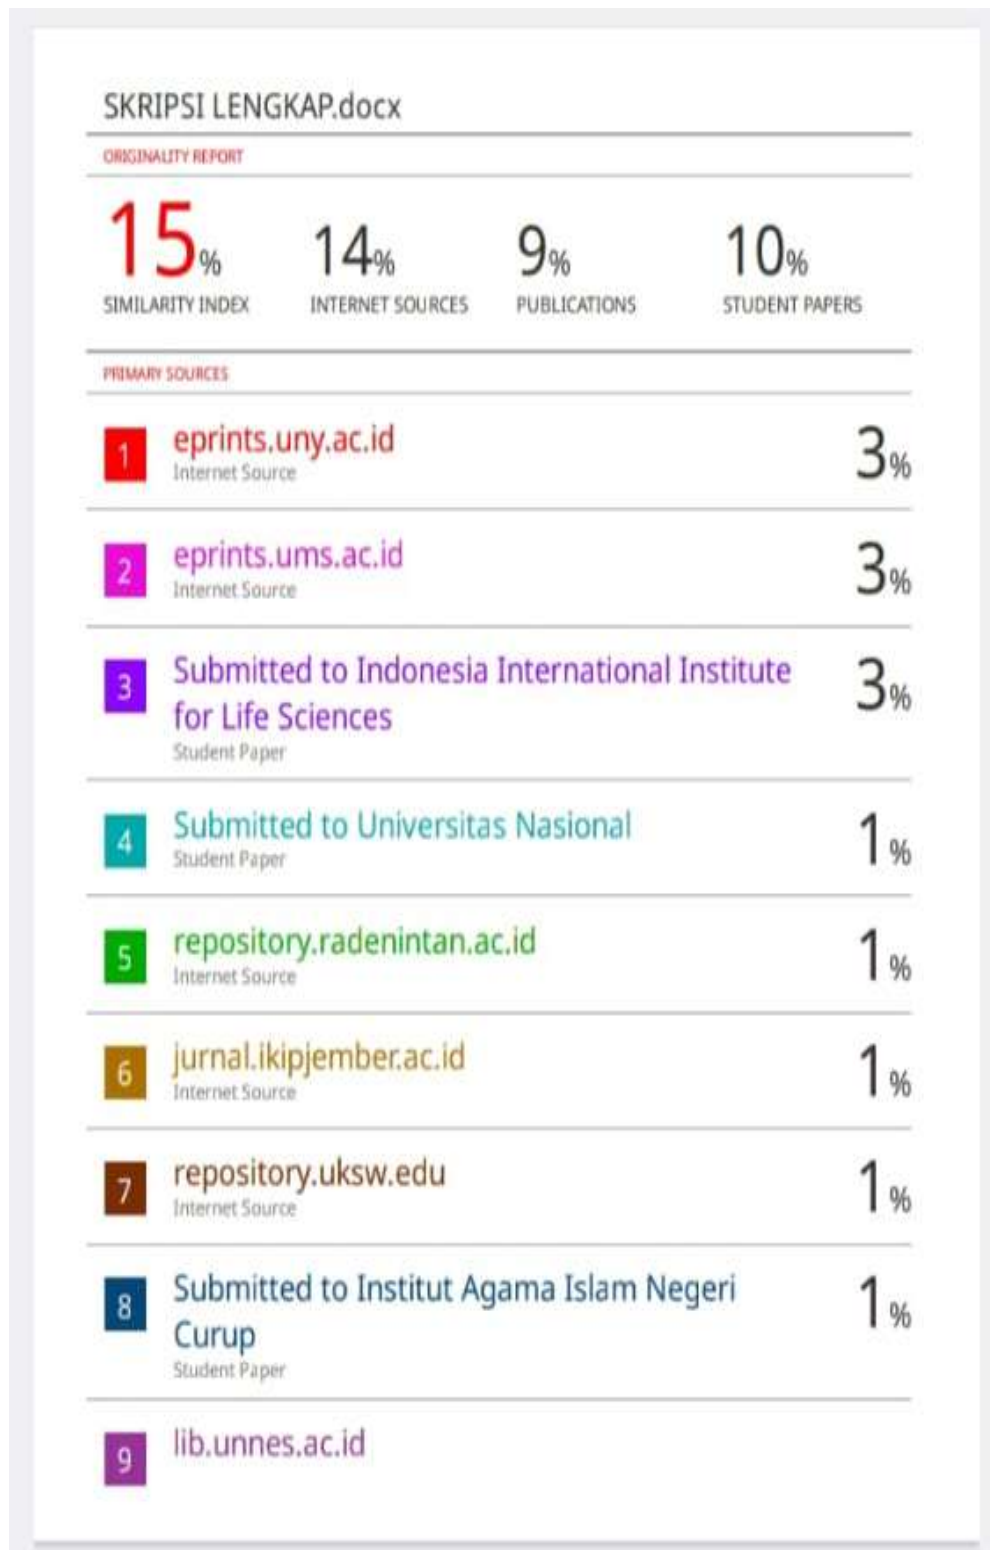 SKRIPSI LENGKAP.docx
ORIGINALITY REPORT
15% 14% 9% 10%
SIMILARITY INDEX INTERNET SOURCES PUBLICATIONS STUDENT PAPERS
PRIMARY SOURCES
1 eprints.uny.ac.id 3%
Internet Source
2 eprints.ums.ac.id 3%
Internet Source
3 Submitted to Indonesia International Institute 3%
for Life Sciences
Student Paper
4 Submitted to Universitas Nasional 1%
Student Paper
5 repository.radenintan.ac.id 1%
Internet Source
6 jurnal.ikipjember.ac.id 1%
Internet Source
7 repository.uksw.edu 1%
Internet Source
8 Submitted to Institut Agama Islam Negeri 1%
Curup
Student Paper
9 lib.unnes.ac.id